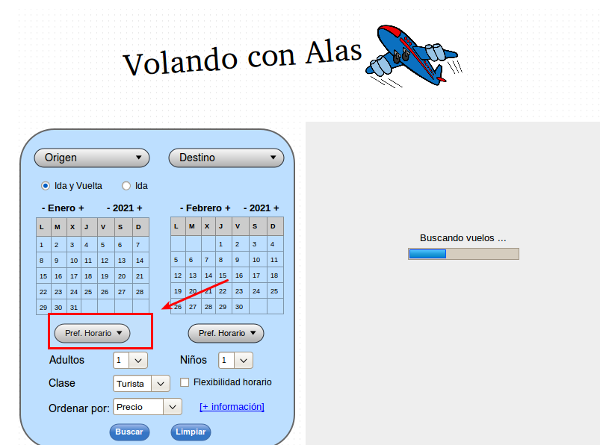 Volando con Alas
Origen Destino
Ida y Vuelta Ida
- Enero + - 2021 + - Febrero + - 2021 +
L M X J V S D L M X J V S D
1 2 3 4 5 6 7 1 2 3 4
8 9 10 11 12 13 14 5 6 7 8 9 10 11
15 16 17 18 19 20 21 12 13 14 15 16 17 18
22 23 24 25 26 27 28 19 20 21 22 23 24 25
29 30 31 26 27 28 29 30
Pref. Horario Pref. Horario
Adultos 1 Niños 1
Clase Turista Flexibilidad horario
Ordenar por: Precio [+ información]
Buscar Limpiar
Buscando vuelos ...